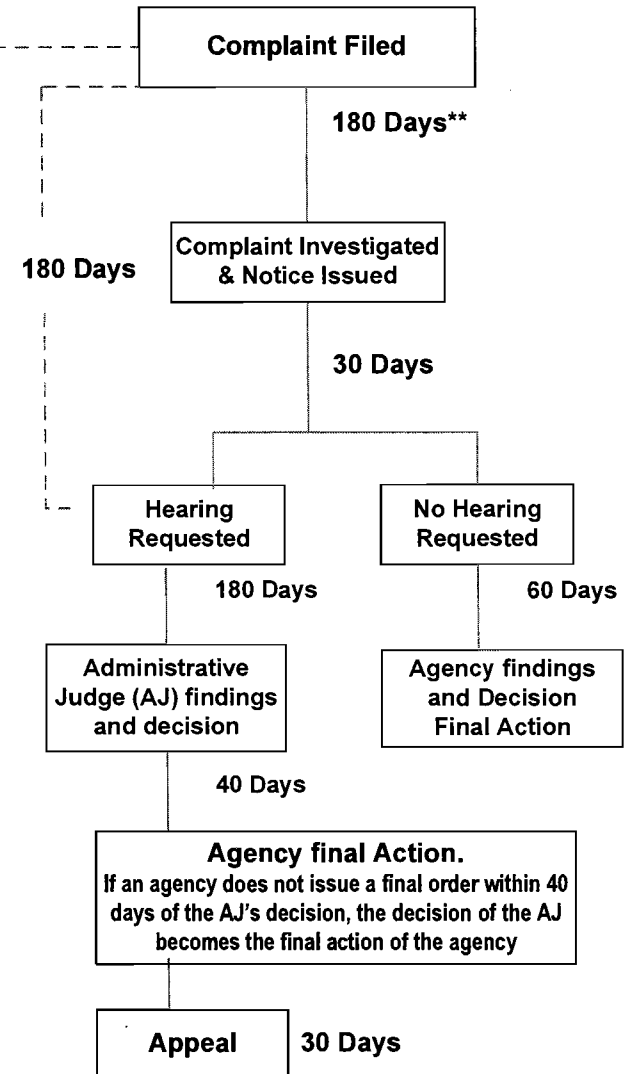 Complaint Filed
180 Days**
Complaint Investigated
& Notice Issued
180 Days
30 Days
Hearing
Requested
No Hearing
Requested
180 Days
60 Days
Administrative
Judge (AJ) findings
and decision
Agency findings
and Decision
Final Action
40 Days
Agency final Action.
If an agency does not issue a final order within 40
days of the AJ's decision, the decision of the AJ
becomes the final action of the agency
Appeal
30 Days